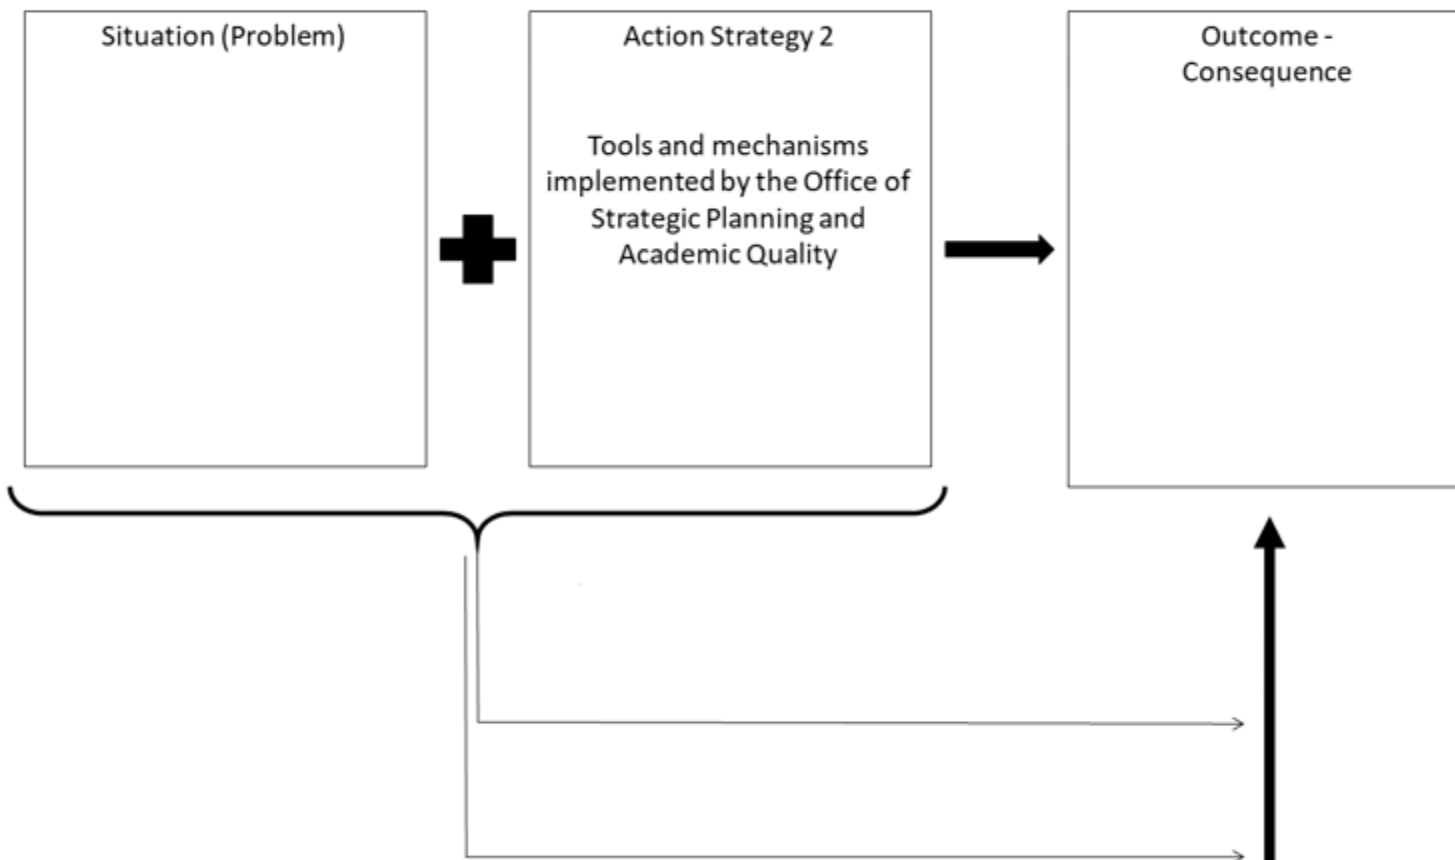 Situation (Problem)
Action Strategy 2
Tools and mechanisms
implemented by the Office of
Strategic Planning and
Academic Quality
Outcome -
Consequence